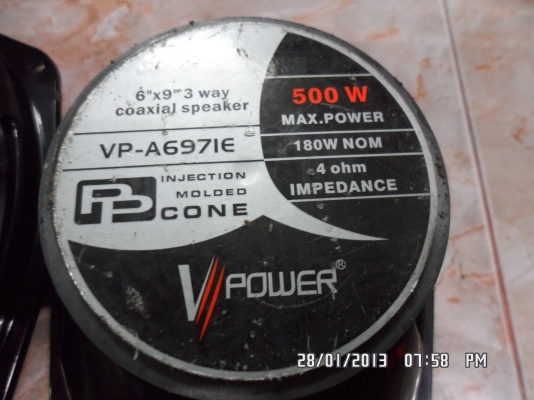 6"x9" 3 way
coaxial speaker
VP-A6971E
PP INJECTION
MOLDED
CONE
500 W
MAX.POWER
180W NOM
4 ohm
IMPEDANCE
V POWER®
28/01/2013 07:58 PM